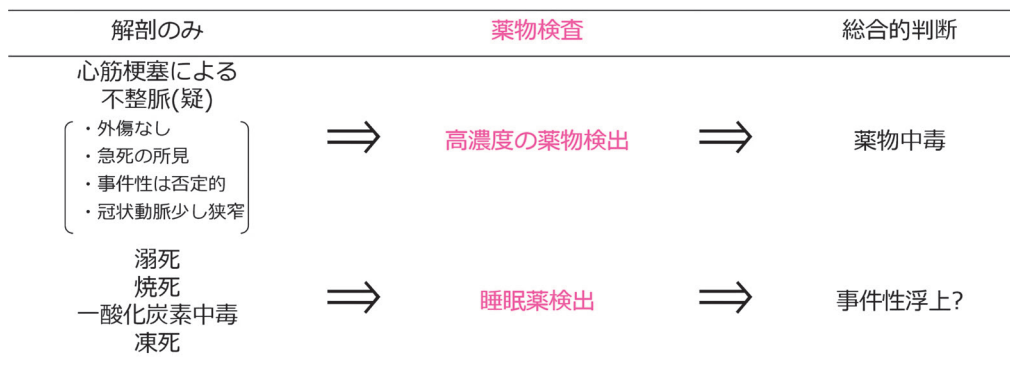 解剖のみ 薬物検査 総合的判断
心筋梗塞による
不整脈(疑)
・外傷なし
・急死の所見
・事件性は否定的
・冠状動脈少し狭窄
⇒ 高濃度の薬物検出 ⇒ 薬物中毒
溺死
焼死
一酸化炭素中毒
凍死
⇒ 睡眠薬検出 ⇒ 事件性浮上?